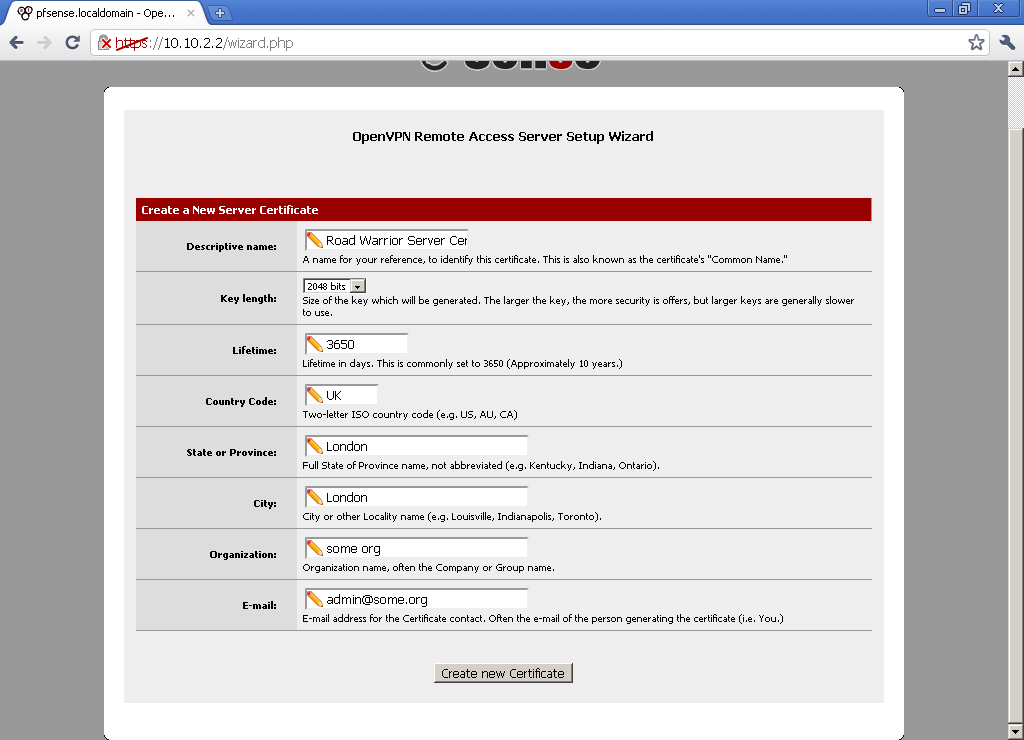 pfsense.localdomain - Ope...
https://10.10.2.2/wizard.php
OpenVPN Remote Access Server Setup Wizard
Create a New Server Certificate
Descriptive name:
Road Warrior Server Cer
A name for your reference, to identify this certificate. This is also known as the certificate's "Common Name."
Key length:
2048 bits
Size of the key which will be generated. The larger the key, the more security is offers, but larger keys are generally slower
to use.
Lifetime:
3650
Lifetime in days. This is commonly set to 3650 (Approximately 10 years.)
Country Code:
UK
Two-letter ISO country code (e.g. US, AU, CA)
State or Province:
London
Full State of Province name, not abbreviated (e.g. Kentucky, Indiana, Ontario).
City:
London
City or other Locality name (e.g. Louisville, Indianapolis, Toronto).
Organization:
some org
Organization name, often the Company or Group name.
E-mail:
admin@some.org
E-mail address for the Certificate contact. Often the e-mail of the person generating the certificate (i.e. You.)
Create new Certificate